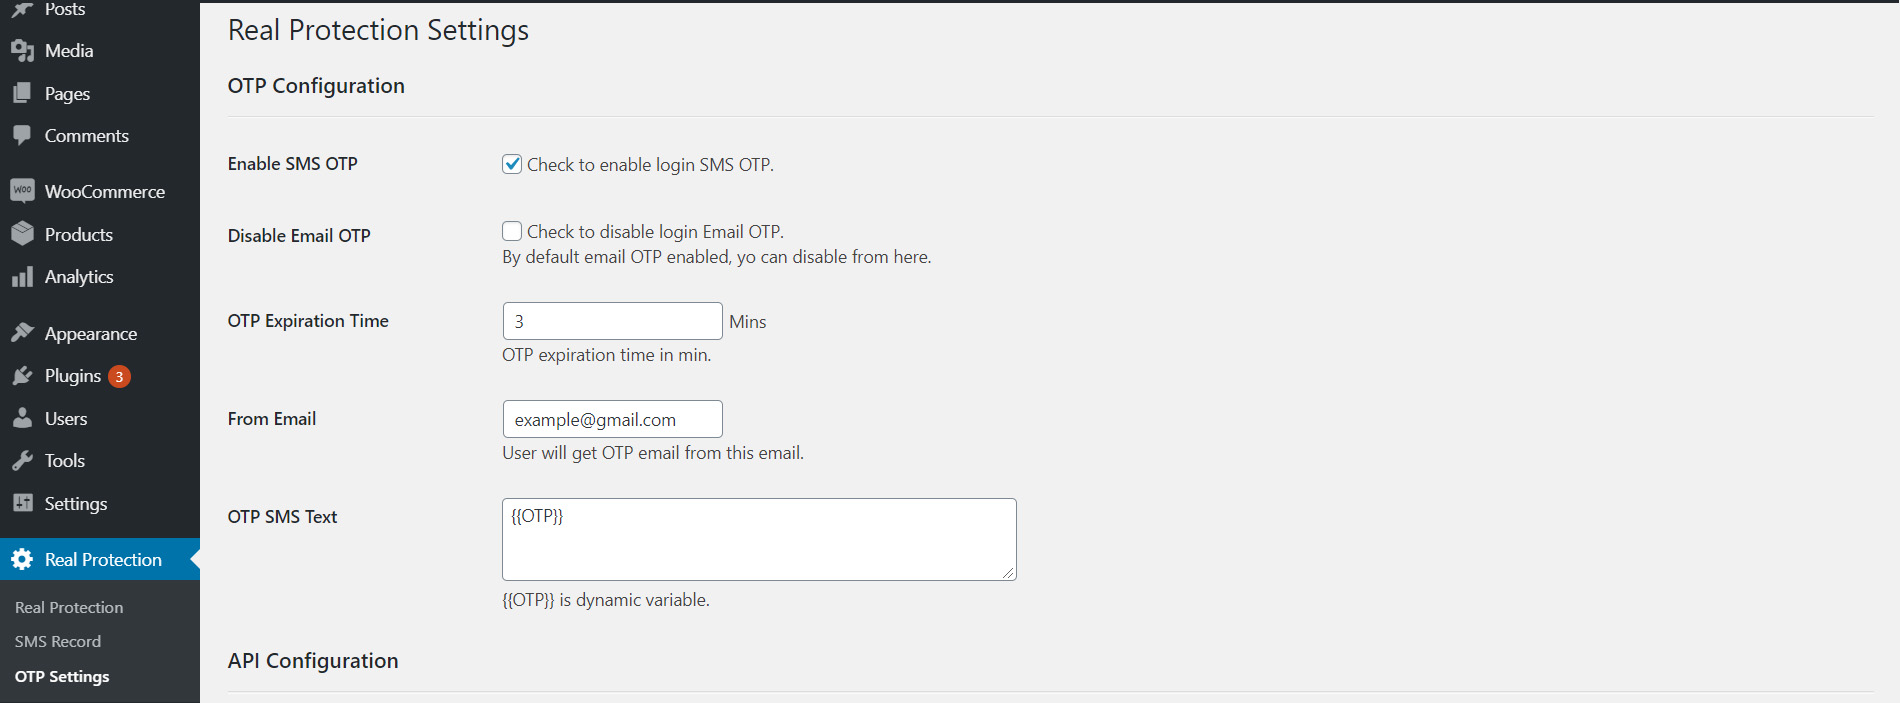 Posts
Media
Pages
Comments
WooCommerce
Products
Analytics
Appearance
Plugins 3
Users
Tools
Settings
Real Protection
Real Protection
SMS Record
OTP Settings
Real Protection Settings
OTP Configuration
Enable SMS OTP
Check to enable login SMS OTP.
Disable Email OTP
Check to disable login Email OTP.
By default email OTP enabled, yo can disable from here.
OTP Expiration Time
3 Mins
OTP expiration time in min.
From Email
example@gmail.com
User will get OTP email from this email.
OTP SMS Text
{{OTP}}
{{OTP}} is dynamic variable.
API Configuration